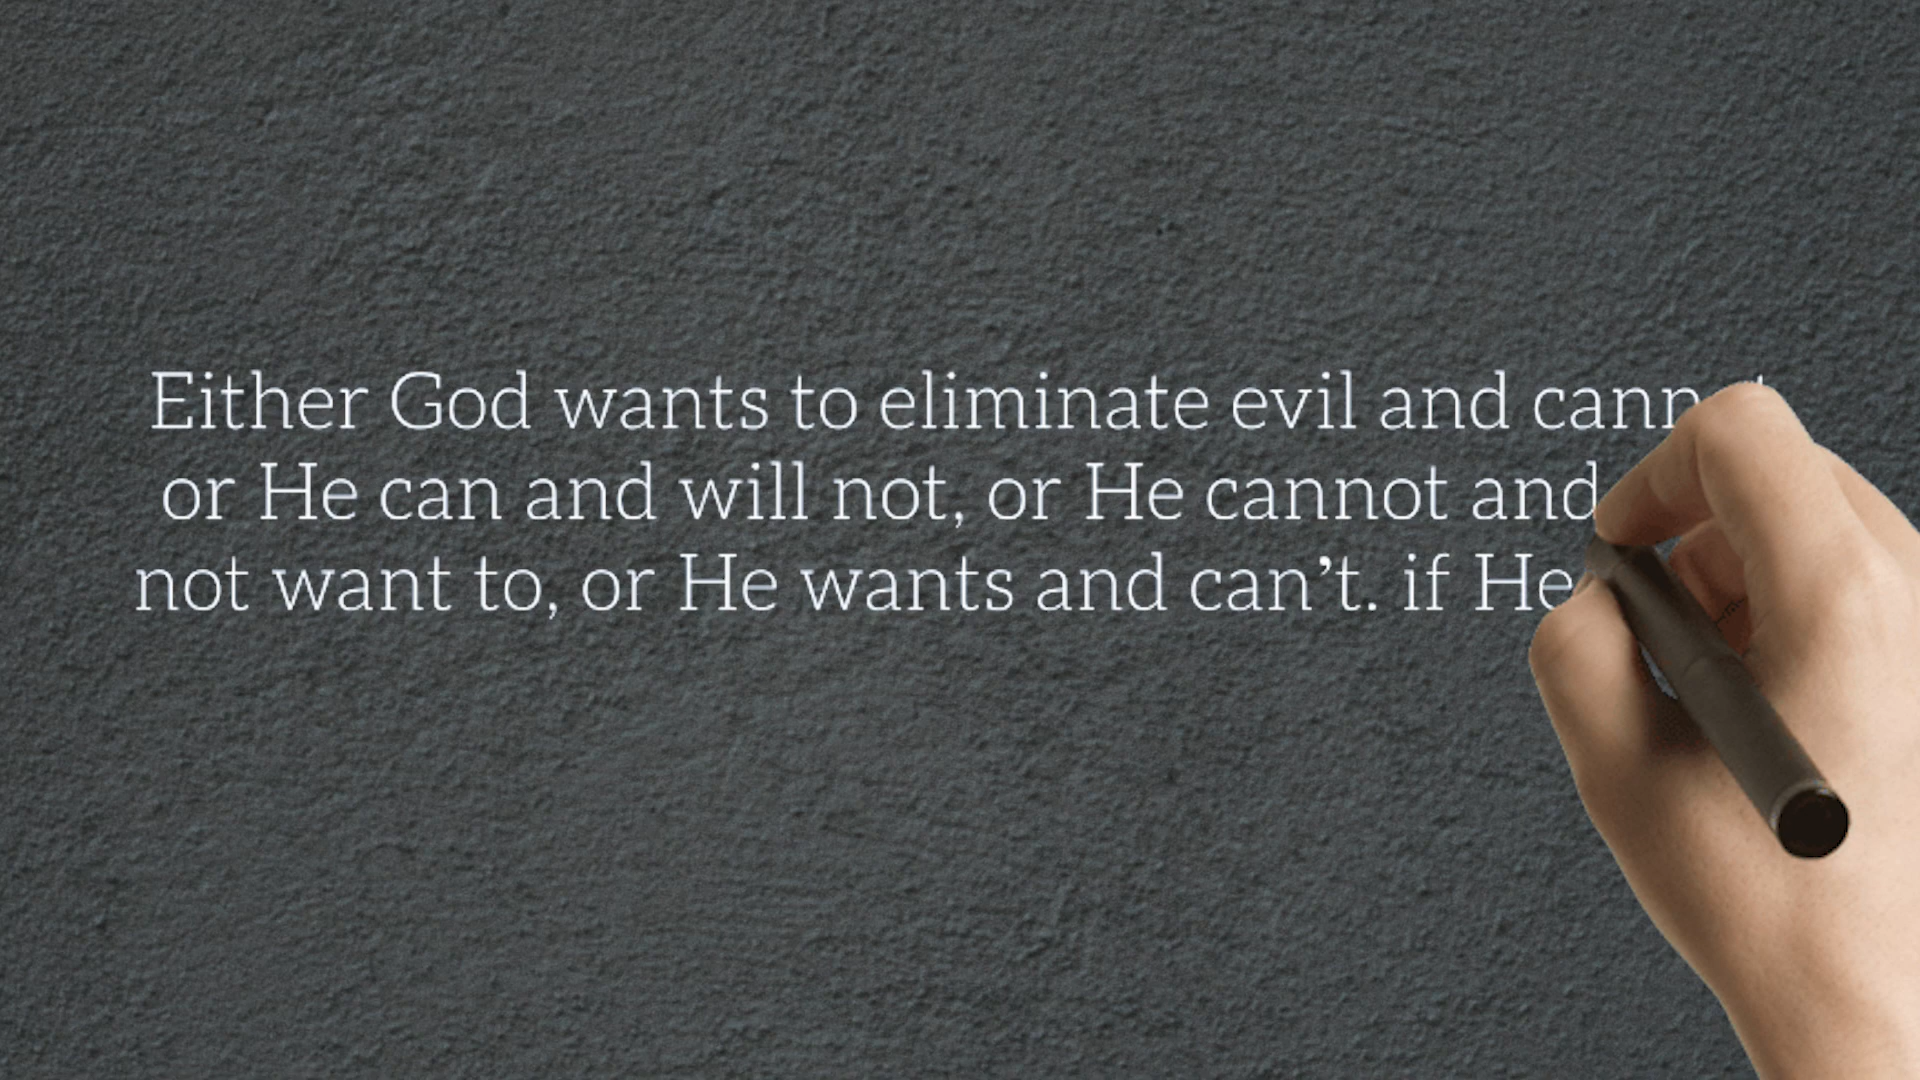 Either God wants to eliminate evil and
or He can and will not, or He cannot and
not want to, or He wants and can’t. if He